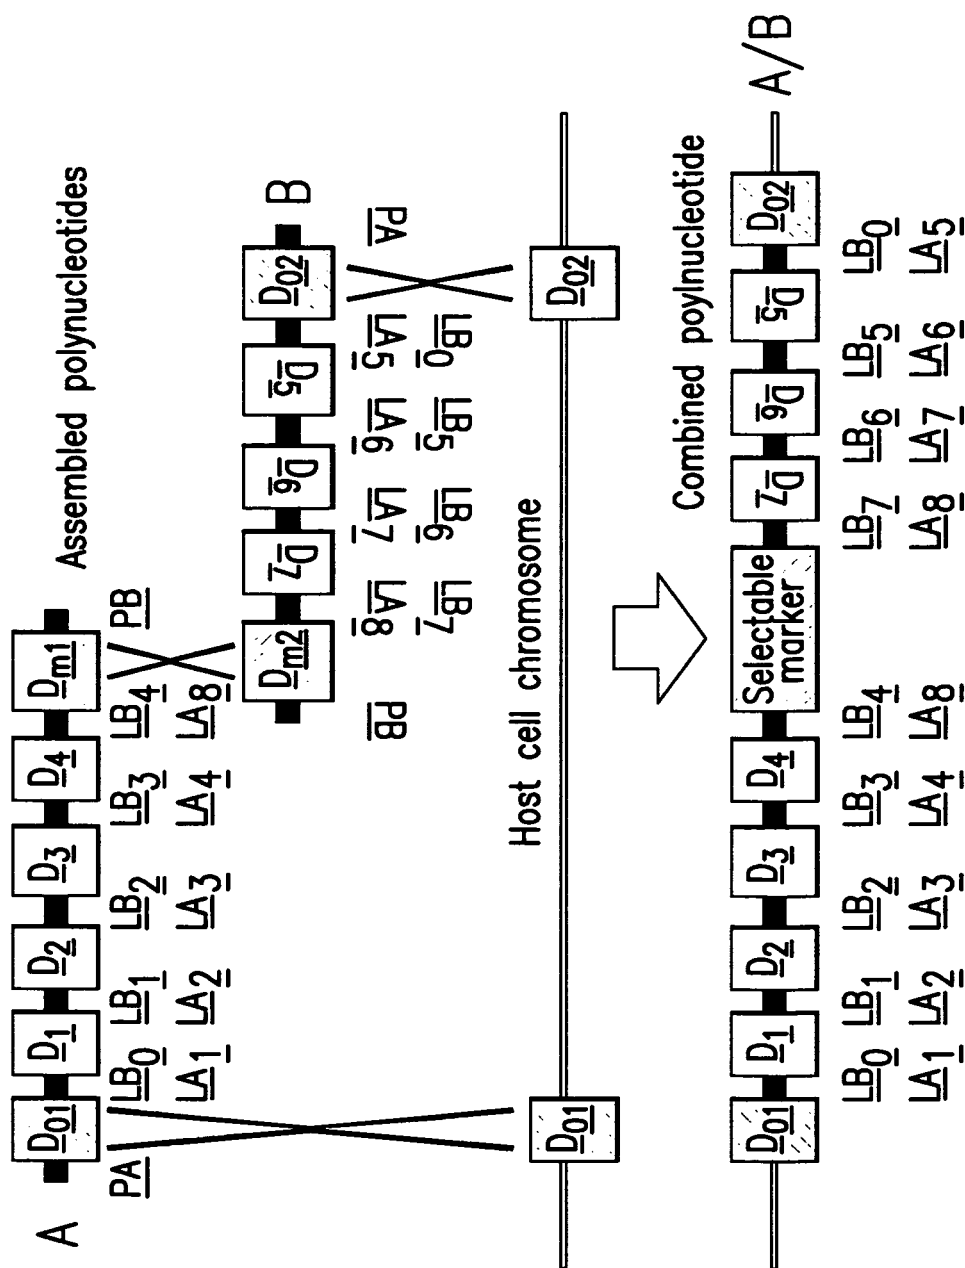 A D01 D1 D2 D3 D4 Dm1 Assembled polynucleotides
PA LB0 LB1 LB2 LB3 LB4 PB
LA1 LA2 LA3 LA4 LA8
Dm2 D7 D6 D5 D02 B
PB LA8 LA7 LA6 LA5 PA
LB7 LB6 LB5 LB0
Host cell chromosome
D01 D02
Combined poylnucleotide
D01 D1 D2 D3 D4 Selectable
marker D7 D6 D5 D02 A/B
LB0 LB1 LB2 LB3 LB4 LB7 LB6 LB5 LB0
LA1 LA2 LA3 LA4 LA8 LA8 LA7 LA6 LA5